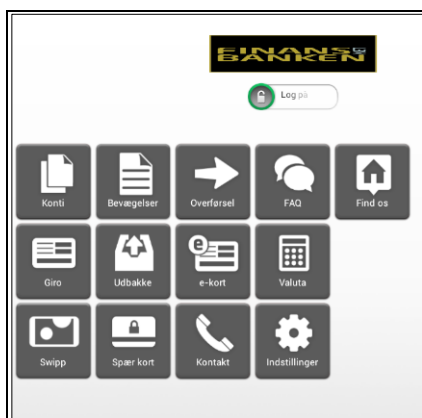 FINANS
BANKEN
Log på
Konti
Bevægelser
Overførsel
FAQ
Find os
Giro
Udbakke
e-kort
Valuta
Swipp
Spær kort
Kontakt
Indstillinger